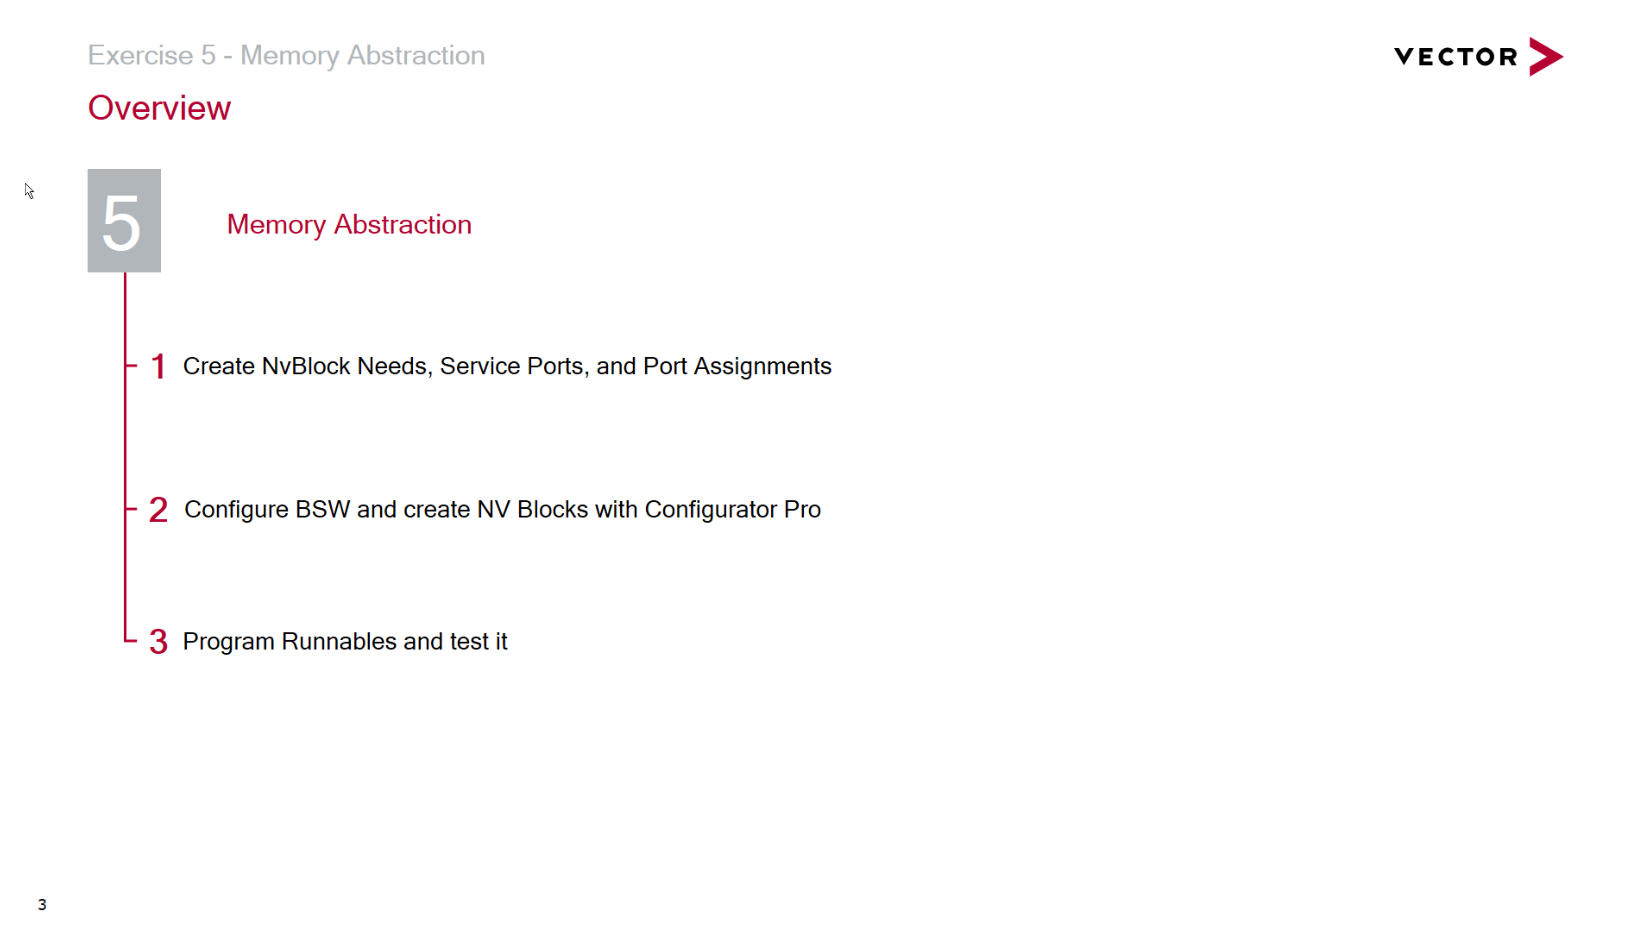 Exercise 5 - Memory Abstraction
VECTOR
Overview
5
Memory Abstraction
1 Create NvBlock Needs, Service Ports, and Port Assignments
2 Configure BSW and create NV Blocks with Configurator Pro
3 Program Runnables and test it
3